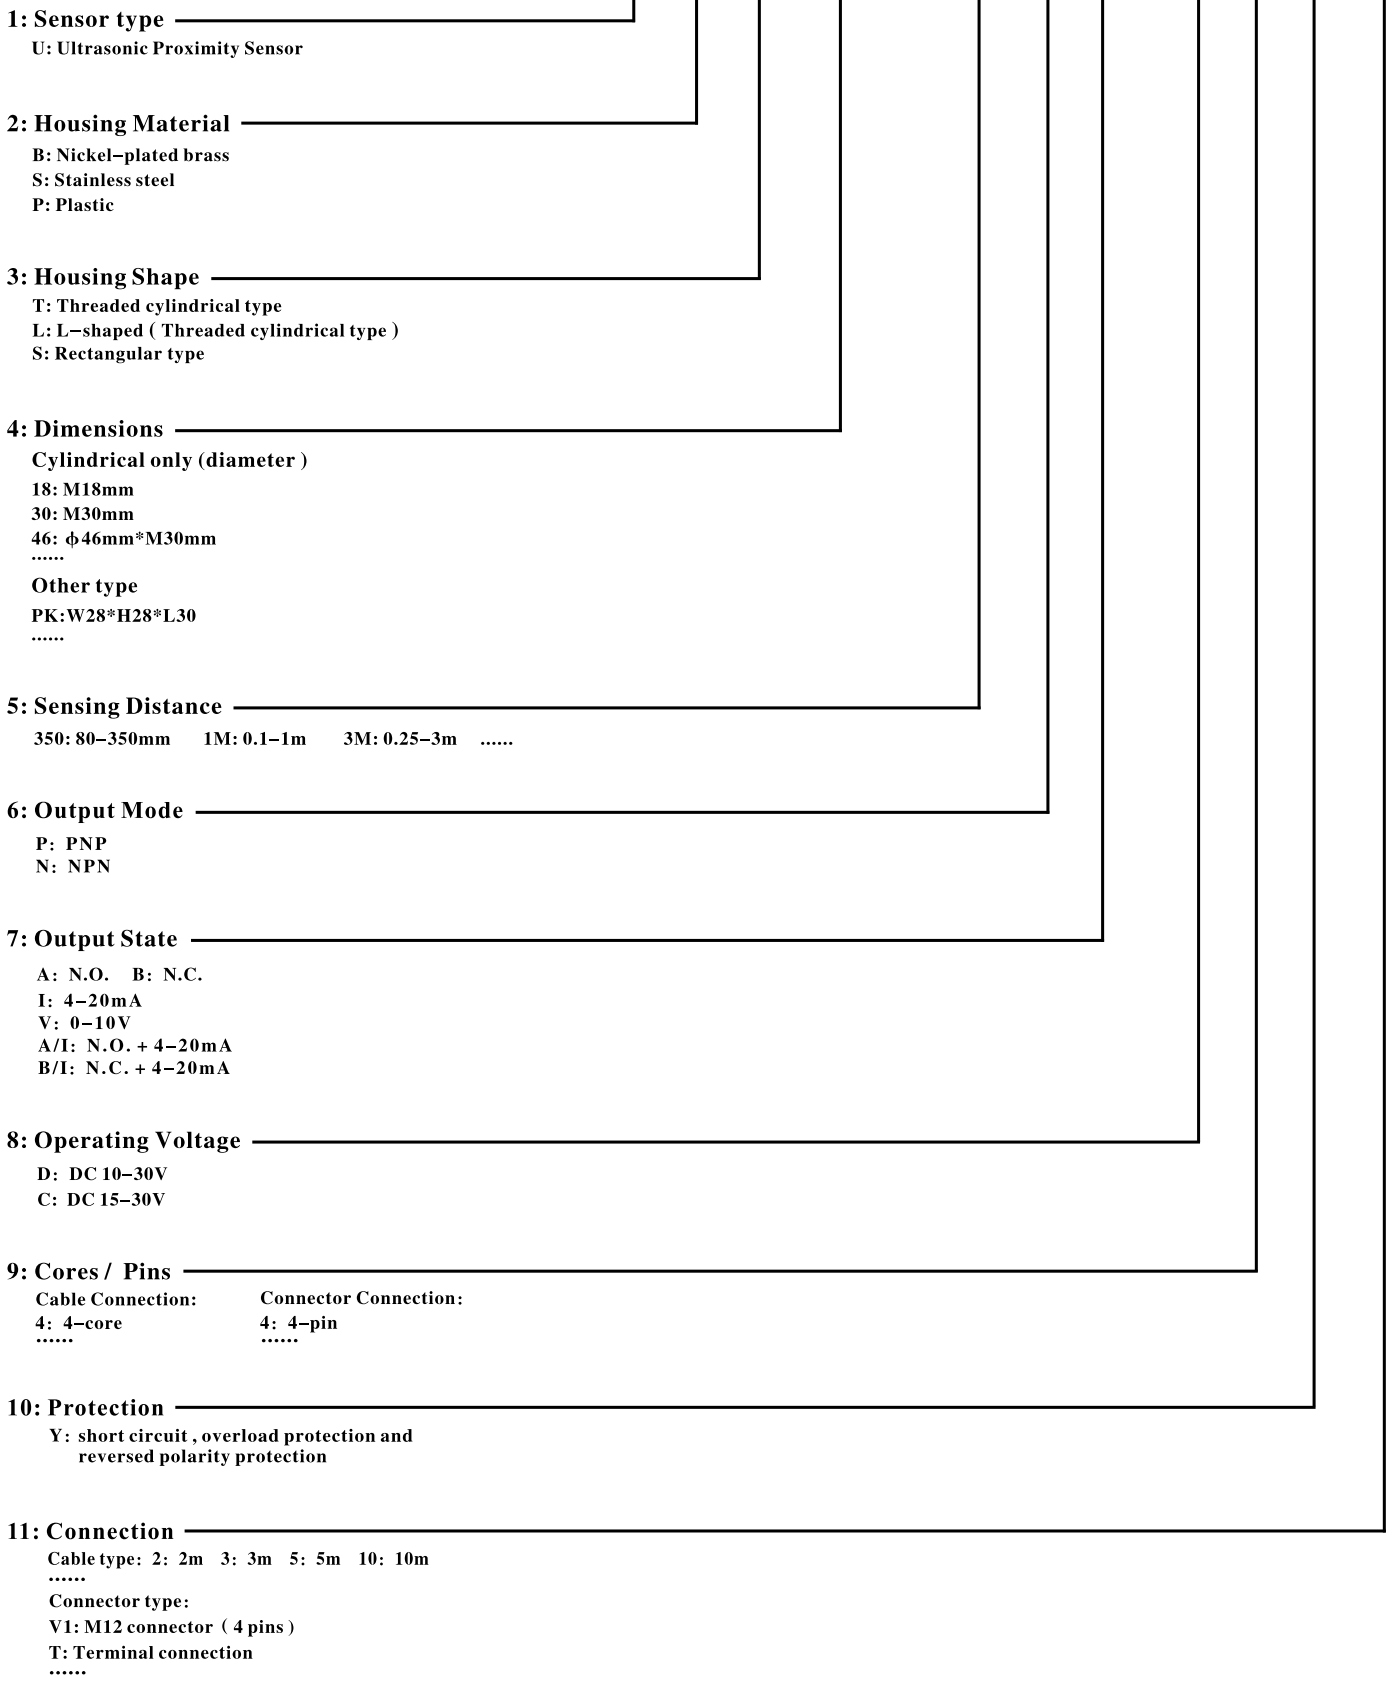 1: Sensor type
U: Ultrasonic Proximity Sensor
2: Housing Material
B: Nickel-plated brass
S: Stainless steel
P: Plastic
3: Housing Shape
T: Threaded cylindrical type
L: L-shaped ( Threaded cylindrical type )
S: Rectangular type
4: Dimensions
Cylindrical only (diameter )
18: M18mm
30: M30mm
46: ϕ46mm*M30mm
......
Other type
PK:W28*H28*L30
......
5: Sensing Distance
350: 80-350mm 1M: 0.1-1m 3M: 0.25-3m ......
6: Output Mode
P: PNP
N: NPN
7: Output State
A: N.O. B: N.C.
I: 4-20mA
V: 0-10V
A/I: N.O. + 4-20mA
B/I: N.C. + 4-20mA
8: Operating Voltage
D: DC 10-30V
C: DC 15-30V
9: Cores / Pins
Cable Connection: Connector Connection:
4: 4-core 4: 4-pin
...... ......
10: Protection
Y: short circuit , overload protection and
reversed polarity protection
11: Connection
Cable type: 2: 2m 3: 3m 5: 5m 10: 10m
......
Connector type:
V1: M12 connector ( 4 pins )
T: Terminal connection
......